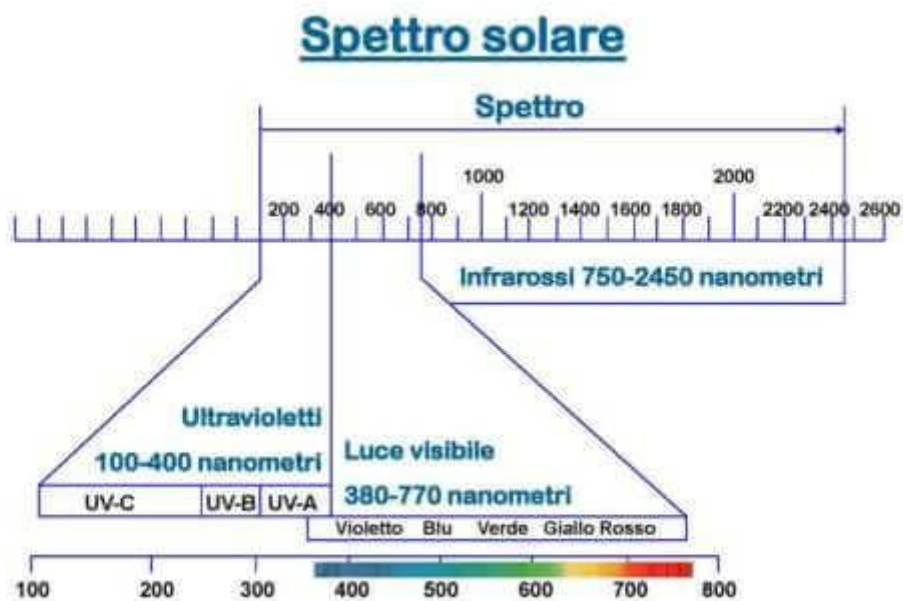 Spettro solare
Spettro
1000 2000
200 400 600 800 1200 1400 1600 1800 2200 2400 2600
Infrarossi 750-2450 nanometri
Ultravioletti
100-400 nanometri
Luce visibile
380-770 nanometri
UV-C UV-B UV-A
Violetto Blu Verde Giallo Rosso
100 200 300 400 500 600 700 800